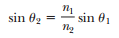 sin θ₂ = n₁/n₂ sin θ₁